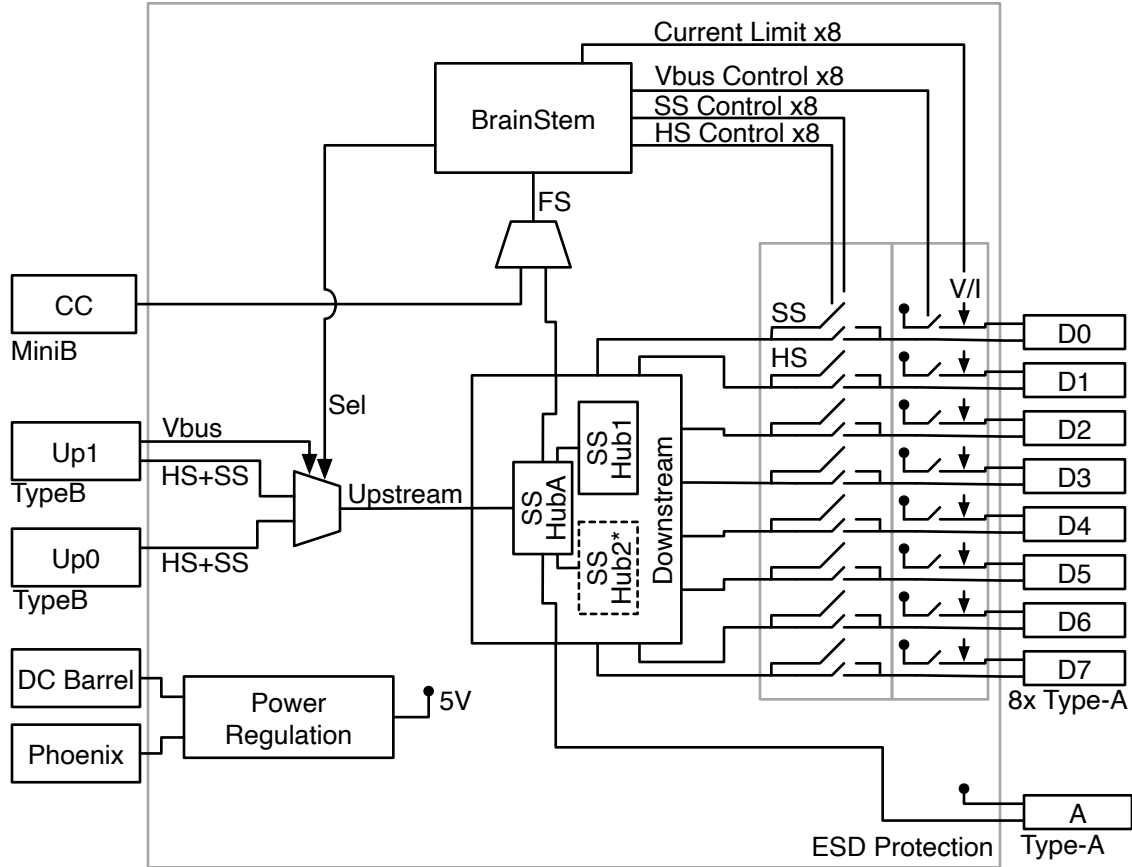 Current Limit x8
Vbus Control x8
BrainStem
SS Control x8
HS Control x8
FS
CC
MiniB
V/I
SS
D0
HS
D1
Sel
Vbus
Up1
HS+SS
TypeB
Upstream
SS
HubA
SS
Hub1
SS
Hub2*
Downstream
D2
D3
D4
D5
D6
D7
8x Type-A
Up0
HS+SS
TypeB
DC Barrel
Phoenix
Power
Regulation
5V
A
Type-A
ESD Protection